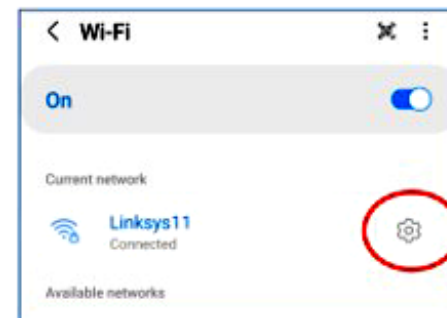 Wi-Fi
On
Current network
Linksys11
Connected
Available networks